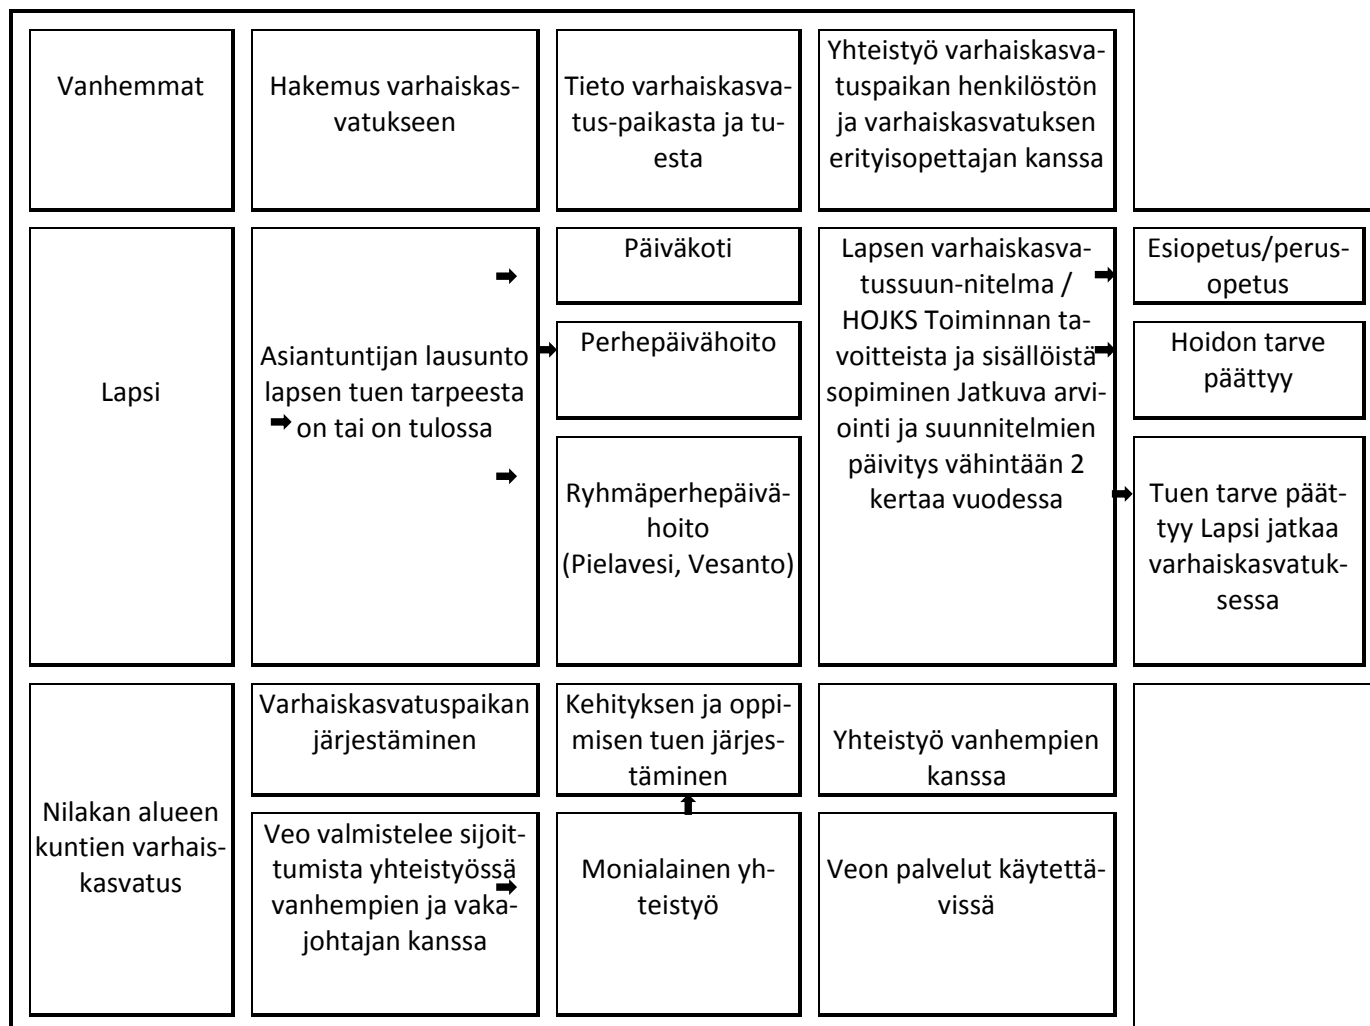 Vanhemmat
Hakemus varhaiskas-
vatukseen
Tieto varhaiskasva-
tus-paikasta ja tu-
esta
Yhteistyö varhaiskasva-
tuspaikan henkilöstön
ja varhaiskasvatuksen
erityisopettajan kanssa
Lapsi
Asiantuntijan lausunto
lapsen tuen tarpeesta
on tai on tulossa
Päiväkoti
Perhepäivähoito
Ryhmäperhepäivä-
hoito
(Pielavesi, Vesanto)
Lapsen varhaiskasva-
tussuun-nitelma /
HOJKS Toiminnan ta-
voitteista ja sisällöistä
sopiminen Jatkuva arvi-
ointi ja suunnitelmien
päivitys vähintään 2
kertaa vuodessa
Esiopetus/perus-
opetus
Hoidon tarve
päättyy
Tuen tarve päät-
tyy Lapsi jatkaa
varhaiskasvatuk-
sessa
Nilakan alueen
kuntien varhais-
kasvatus
Varhaiskasvatuspaikan
järjestäminen
Kehityksen ja oppi-
misen tuen järjes-
täminen
Yhteistyö vanhempien
kanssa
Veo valmistelee sijoit-
tumista yhteistyössä
vanhempien ja vaka-
johtajan kanssa
Monialainen yh-
teistyö
Veon palvelut käytettä-
vissä